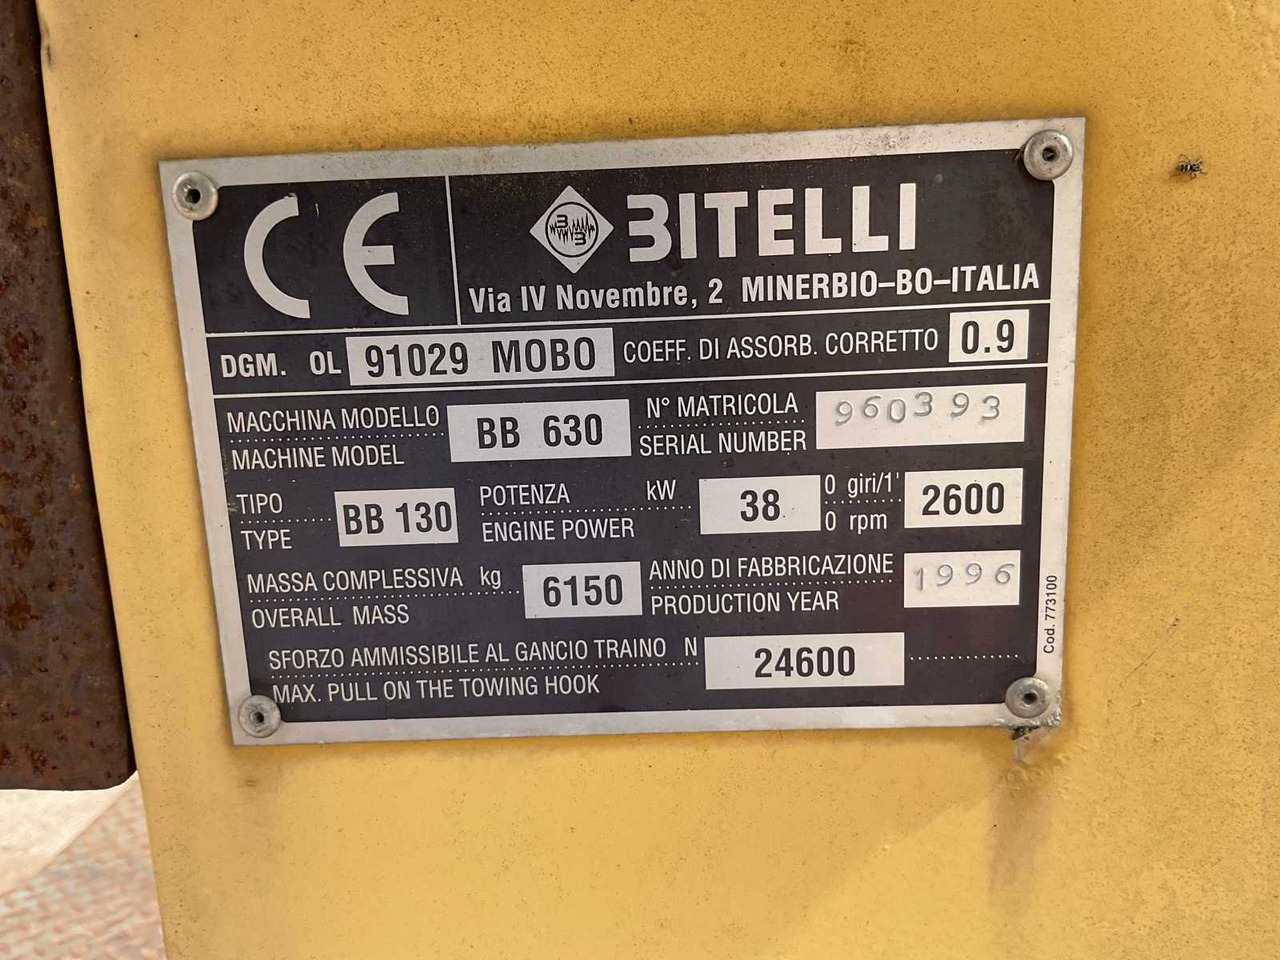 CE
BITELLI
Via IV Novembre, 2 MINERBIO-BO-ITALIA
DGM. OL 91029 MOBO COEFF. DI ASSORB. CORRETTO 0.9
MACCHINA MODELLO BB 630 N° MATRICOLA 960393
MACHINE MODEL SERIAL NUMBER
TIPO BB 130 POTENZA kW 38 0 giri/1' 2600
TYPE ENGINE POWER 0 rpm
MASSA COMPLESSIVA kg 6150 ANNO DI FABBRICAZIONE 1996
OVERALL MASS PRODUCTION YEAR
SFORZO AMMISSIBILE AL GANCIO TRAINO N 24600
MAX. PULL ON THE TOWING HOOK
Cod. 773100